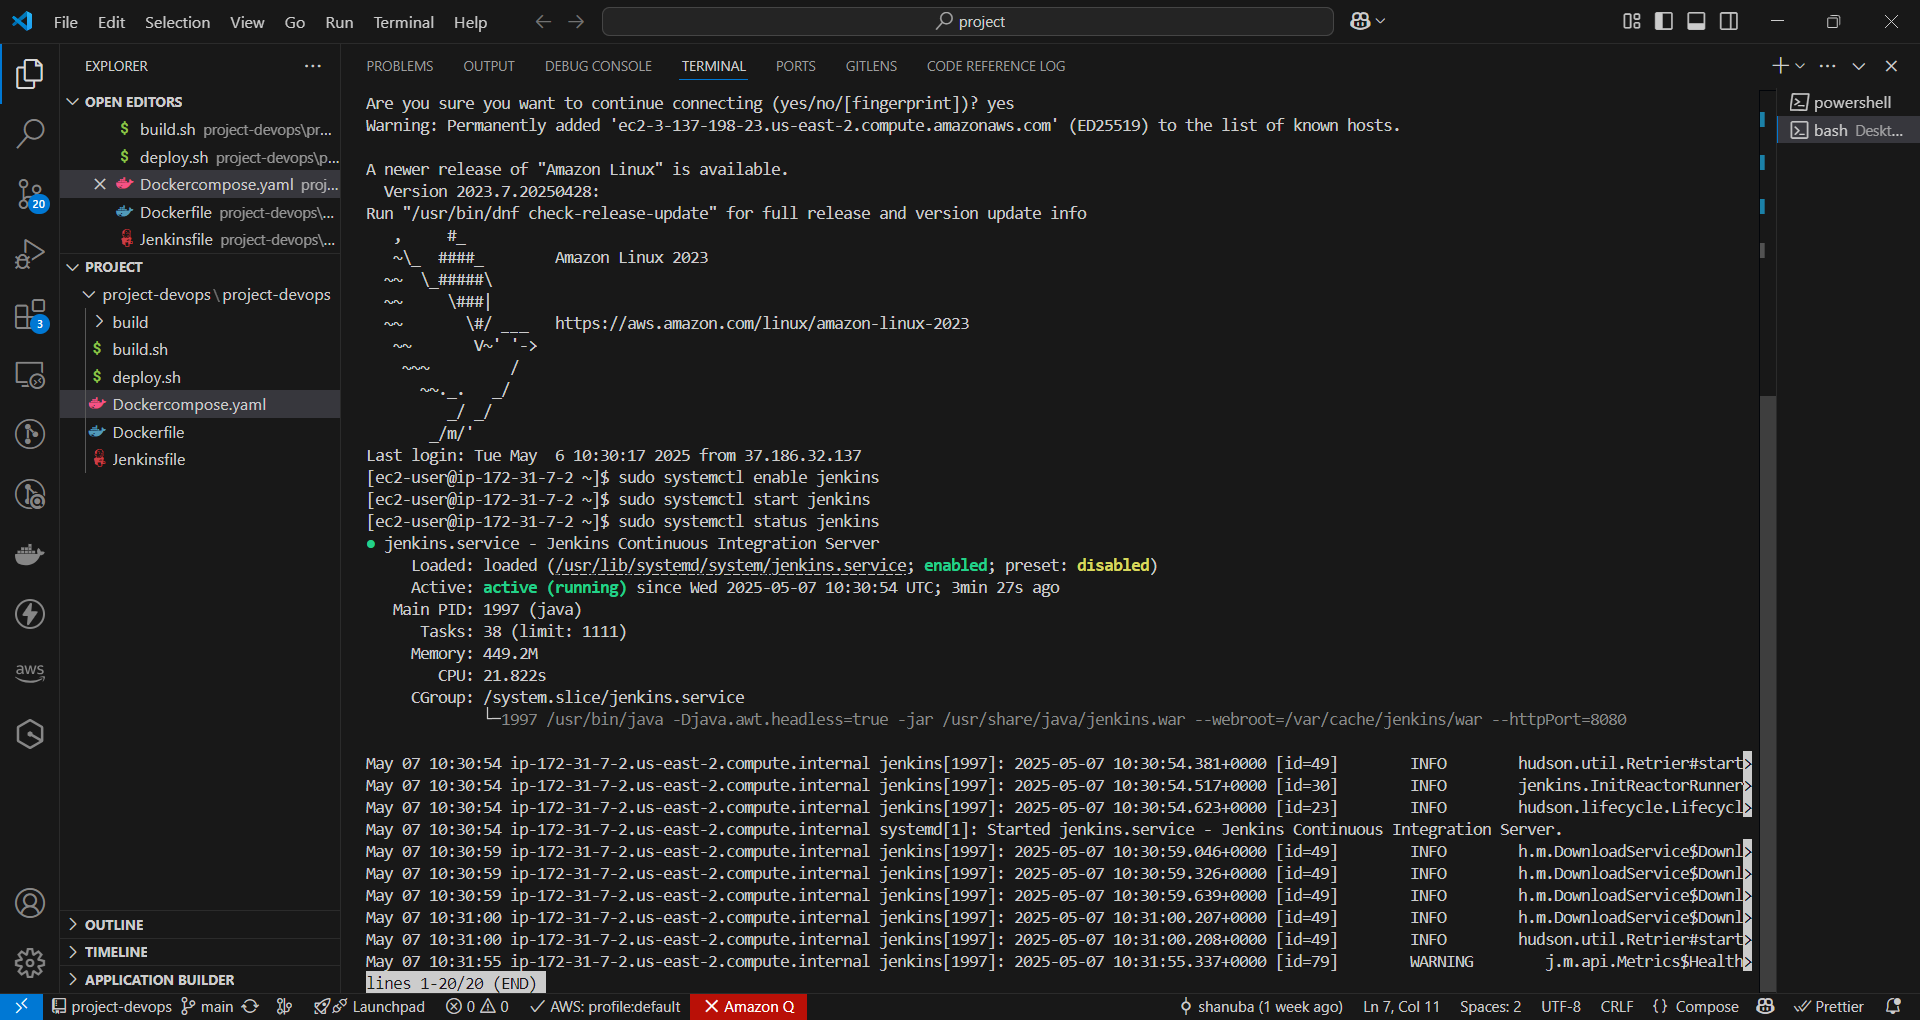 File Edit Selection View Go Run Terminal Help
project
EXPLORER
OPEN EDITORS
$ build.sh project-devops\pr...
$ deploy.sh project-devops\p...
Dockercompose.yaml proj...
Dockerfile project-devops\...
Jenkinsfile project-devops\...
PROJECT
project-devops\project-devops
build
$ build.sh
$ deploy.sh
Dockercompose.yaml
Dockerfile
Jenkinsfile
OUTLINE
TIMELINE
APPLICATION BUILDER
20
3
aws
PROBLEMS OUTPUT DEBUG CONSOLE TERMINAL PORTS GITLENS CODE REFERENCE LOG
powershell
bash Deskt...
Are you sure you want to continue connecting (yes/no/[fingerprint])? yes
Warning: Permanently added 'ec2-3-137-198-23.us-east-2.compute.amazonaws.com' (ED25519) to the list of known hosts.
A newer release of "Amazon Linux" is available.
  Version 2023.7.20250428:
Run "/usr/bin/dnf check-release-update" for full release and version update info
   ,     #_
   ~\_  ####_        Amazon Linux 2023
  ~~  \_#####\
  ~~     \###|
  ~~       \#/ ___   https://aws.amazon.com/linux/amazon-linux-2023
   ~~       V~' '->
    ~~~         /
      ~~._.   _/
         _/ _/
       _/m/'
Last login: Tue May  6 10:30:17 2025 from 37.186.32.137
[ec2-user@ip-172-31-7-2 ~]$ sudo systemctl enable jenkins
[ec2-user@ip-172-31-7-2 ~]$ sudo systemctl start jenkins
[ec2-user@ip-172-31-7-2 ~]$ sudo systemctl status jenkins
● jenkins.service - Jenkins Continuous Integration Server
     Loaded: loaded (/usr/lib/systemd/system/jenkins.service; enabled; preset: disabled)
     Active: active (running) since Wed 2025-05-07 10:30:54 UTC; 3min 27s ago
   Main PID: 1997 (java)
      Tasks: 38 (limit: 1111)
     Memory: 449.2M
        CPU: 21.822s
     CGroup: /system.slice/jenkins.service
             └─1997 /usr/bin/java -Djava.awt.headless=true -jar /usr/share/java/jenkins.war --webroot=/var/cache/jenkins/war --httpPort=8080
May 07 10:30:54 ip-172-31-7-2.us-east-2.compute.internal jenkins[1997]: 2025-05-07 10:30:54.381+0000 [id=49]        INFO        hudson.util.Retrier#start>
May 07 10:30:54 ip-172-31-7-2.us-east-2.compute.internal jenkins[1997]: 2025-05-07 10:30:54.517+0000 [id=30]        INFO        jenkins.InitReactorRunner>
May 07 10:30:54 ip-172-31-7-2.us-east-2.compute.internal jenkins[1997]: 2025-05-07 10:30:54.623+0000 [id=23]        INFO        hudson.lifecycle.Lifecycl>
May 07 10:30:54 ip-172-31-7-2.us-east-2.compute.internal systemd[1]: Started jenkins.service - Jenkins Continuous Integration Server.
May 07 10:30:59 ip-172-31-7-2.us-east-2.compute.internal jenkins[1997]: 2025-05-07 10:30:59.046+0000 [id=49]        INFO        h.m.DownloadService$Downl>
May 07 10:30:59 ip-172-31-7-2.us-east-2.compute.internal jenkins[1997]: 2025-05-07 10:30:59.326+0000 [id=49]        INFO        h.m.DownloadService$Downl>
May 07 10:30:59 ip-172-31-7-2.us-east-2.compute.internal jenkins[1997]: 2025-05-07 10:30:59.639+0000 [id=49]        INFO        h.m.DownloadService$Downl>
May 07 10:31:00 ip-172-31-7-2.us-east-2.compute.internal jenkins[1997]: 2025-05-07 10:31:00.207+0000 [id=49]        INFO        h.m.DownloadService$Downl>
May 07 10:31:00 ip-172-31-7-2.us-east-2.compute.internal jenkins[1997]: 2025-05-07 10:31:00.208+0000 [id=49]        INFO        hudson.util.Retrier#start>
May 07 10:31:55 ip-172-31-7-2.us-east-2.compute.internal jenkins[1997]: 2025-05-07 10:31:55.337+0000 [id=79]        WARNING        j.m.api.Metrics$Health>
lines 1-20/20 (END)
project-devops main Launchpad 0 0 AWS: profile:default Amazon Q shanuba (1 week ago) Ln 7, Col 11 Spaces: 2 UTF-8 CRLF {} Compose Prettier